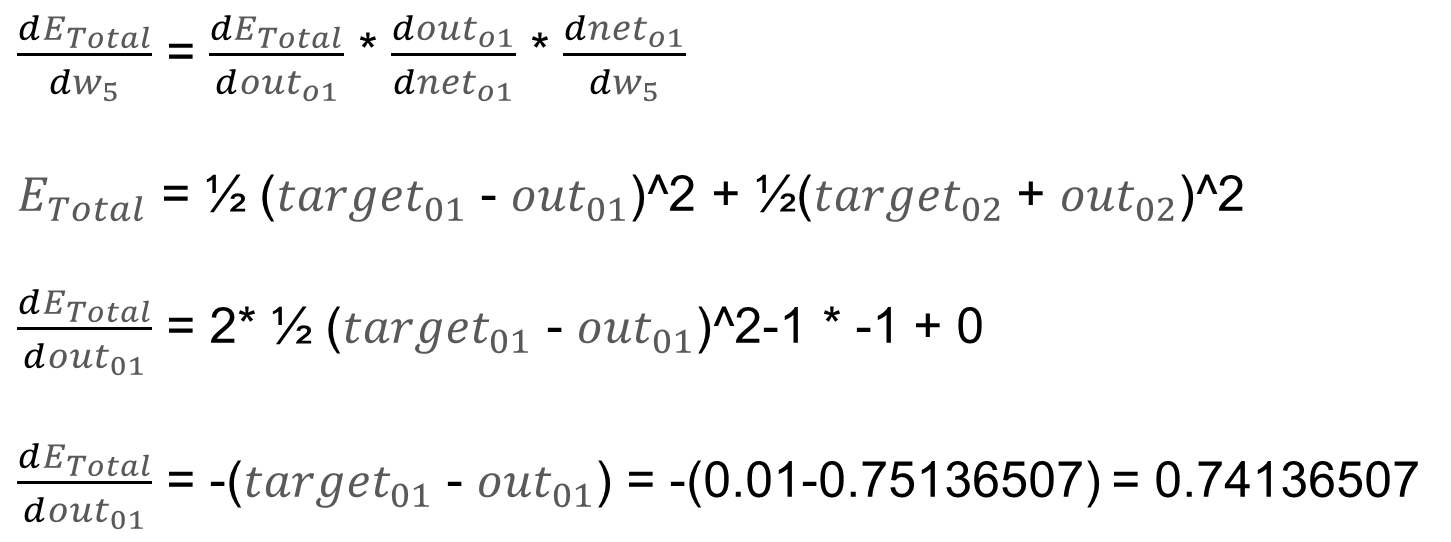 dE_Total/dw_5 = dE_Total/dout_o1 * dout_o1/dnet_o1 * dnet_o1/dw_5
E_Total = ½ (target_01 - out_01)^2 + ½(target_02 + out_02)^2
dE_Total/dout_01 = 2* ½ (target_01 - out_01)^2-1 * -1 + 0
dE_Total/dout_01 = -(target_01 - out_01) = -(0.01-0.75136507) = 0.74136507